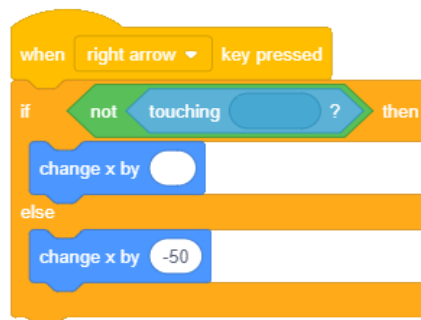 when right arrow key pressed
if not touching ? then
change x by
else
change x by -50